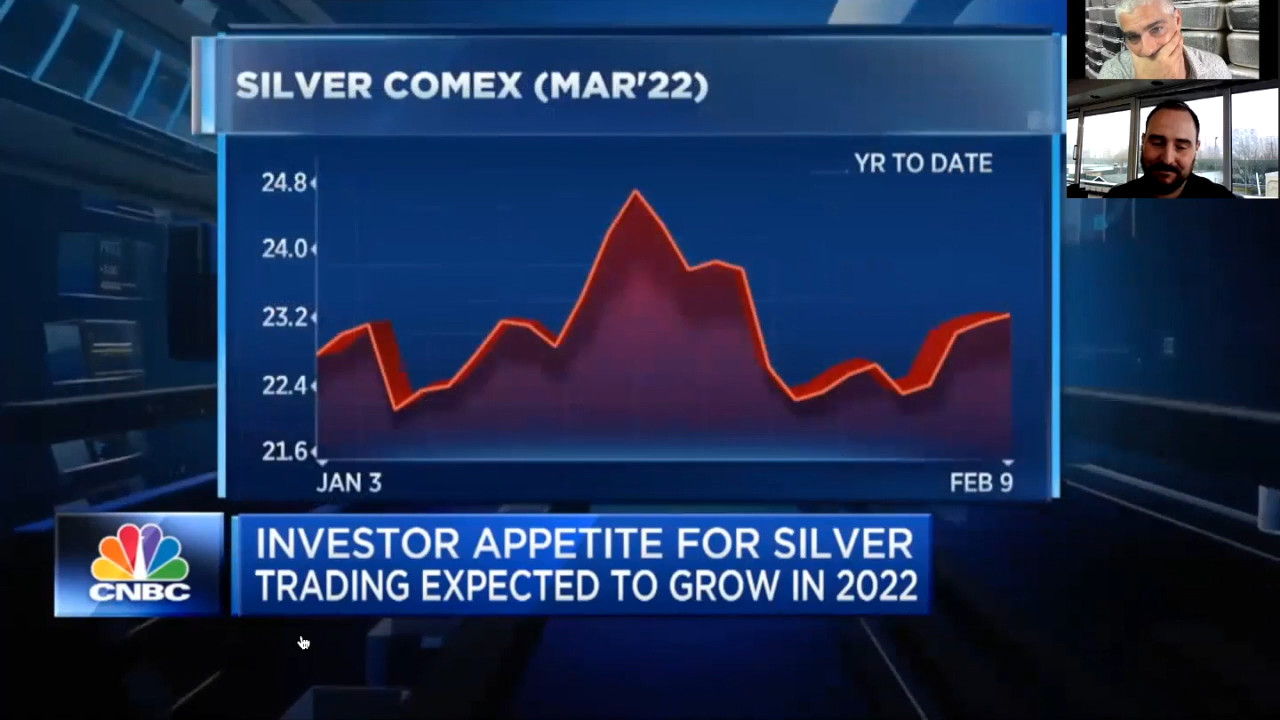 SILVER COMEX (MAR'22)
YR TO DATE
24.8
24.0
23.2
22.4
21.6
JAN 3
FEB 9
INVESTOR APPETITE FOR SILVER
TRADING EXPECTED TO GROW IN 2022
CNBC